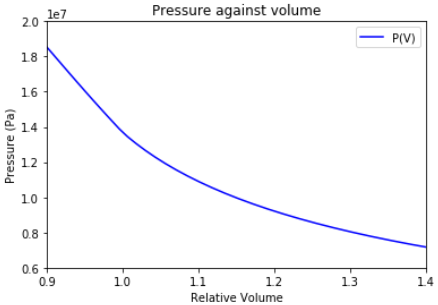 Pressure against volume
1e7
P(V)
Pressure (Pa)
2.0
1.8
1.6
1.4
1.2
1.0
0.8
0.6
0.9 1.0 1.1 1.2 1.3 1.4
Relative Volume